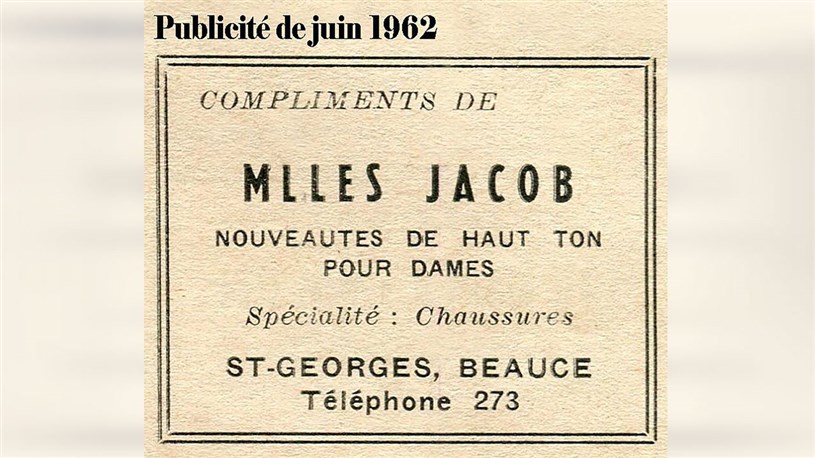 Publicité de juin 1962
COMPLIMENTS DE
MLLES JACOB
NOUVEAUTES DE HAUT TON
POUR DAMES
Spécialité : Chaussures
ST-GEORGES, BEAUCE
Téléphone 273